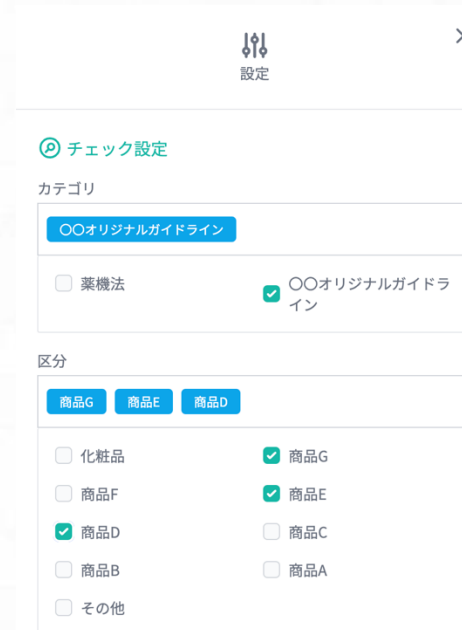 設定
チェック設定
カテゴリ
〇〇オリジナルガイドライン
薬機法
〇〇オリジナルガイドラ
イン
区分
商品G 商品E 商品D
化粧品 商品G
商品F 商品E
商品D 商品C
商品B 商品A
その他